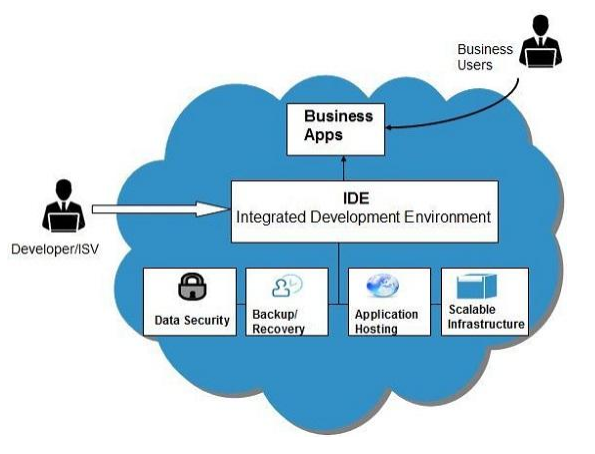 Business
Users
Business
Apps
IDE
Integrated Development Environment
Developer/ISV
Data Security
Backup/
Recovery
Application
Hosting
Scalable
Infrastructure